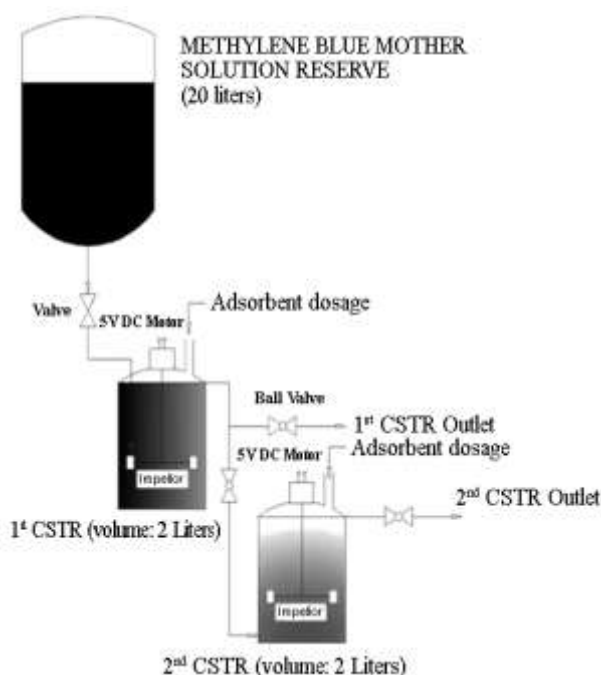 METHYLENE BLUE MOTHER
SOLUTION RESERVE
(20 liters)
Valve
5V DC Motor
Adsorbent dosage
Ball Valve
1st CSTR Outlet
5V DC Motor
Adsorbent dosage
Impellor
2nd CSTR Outlet
1st CSTR (volume: 2 Liters)
Impellor
2nd CSTR (volume: 2 Liters)